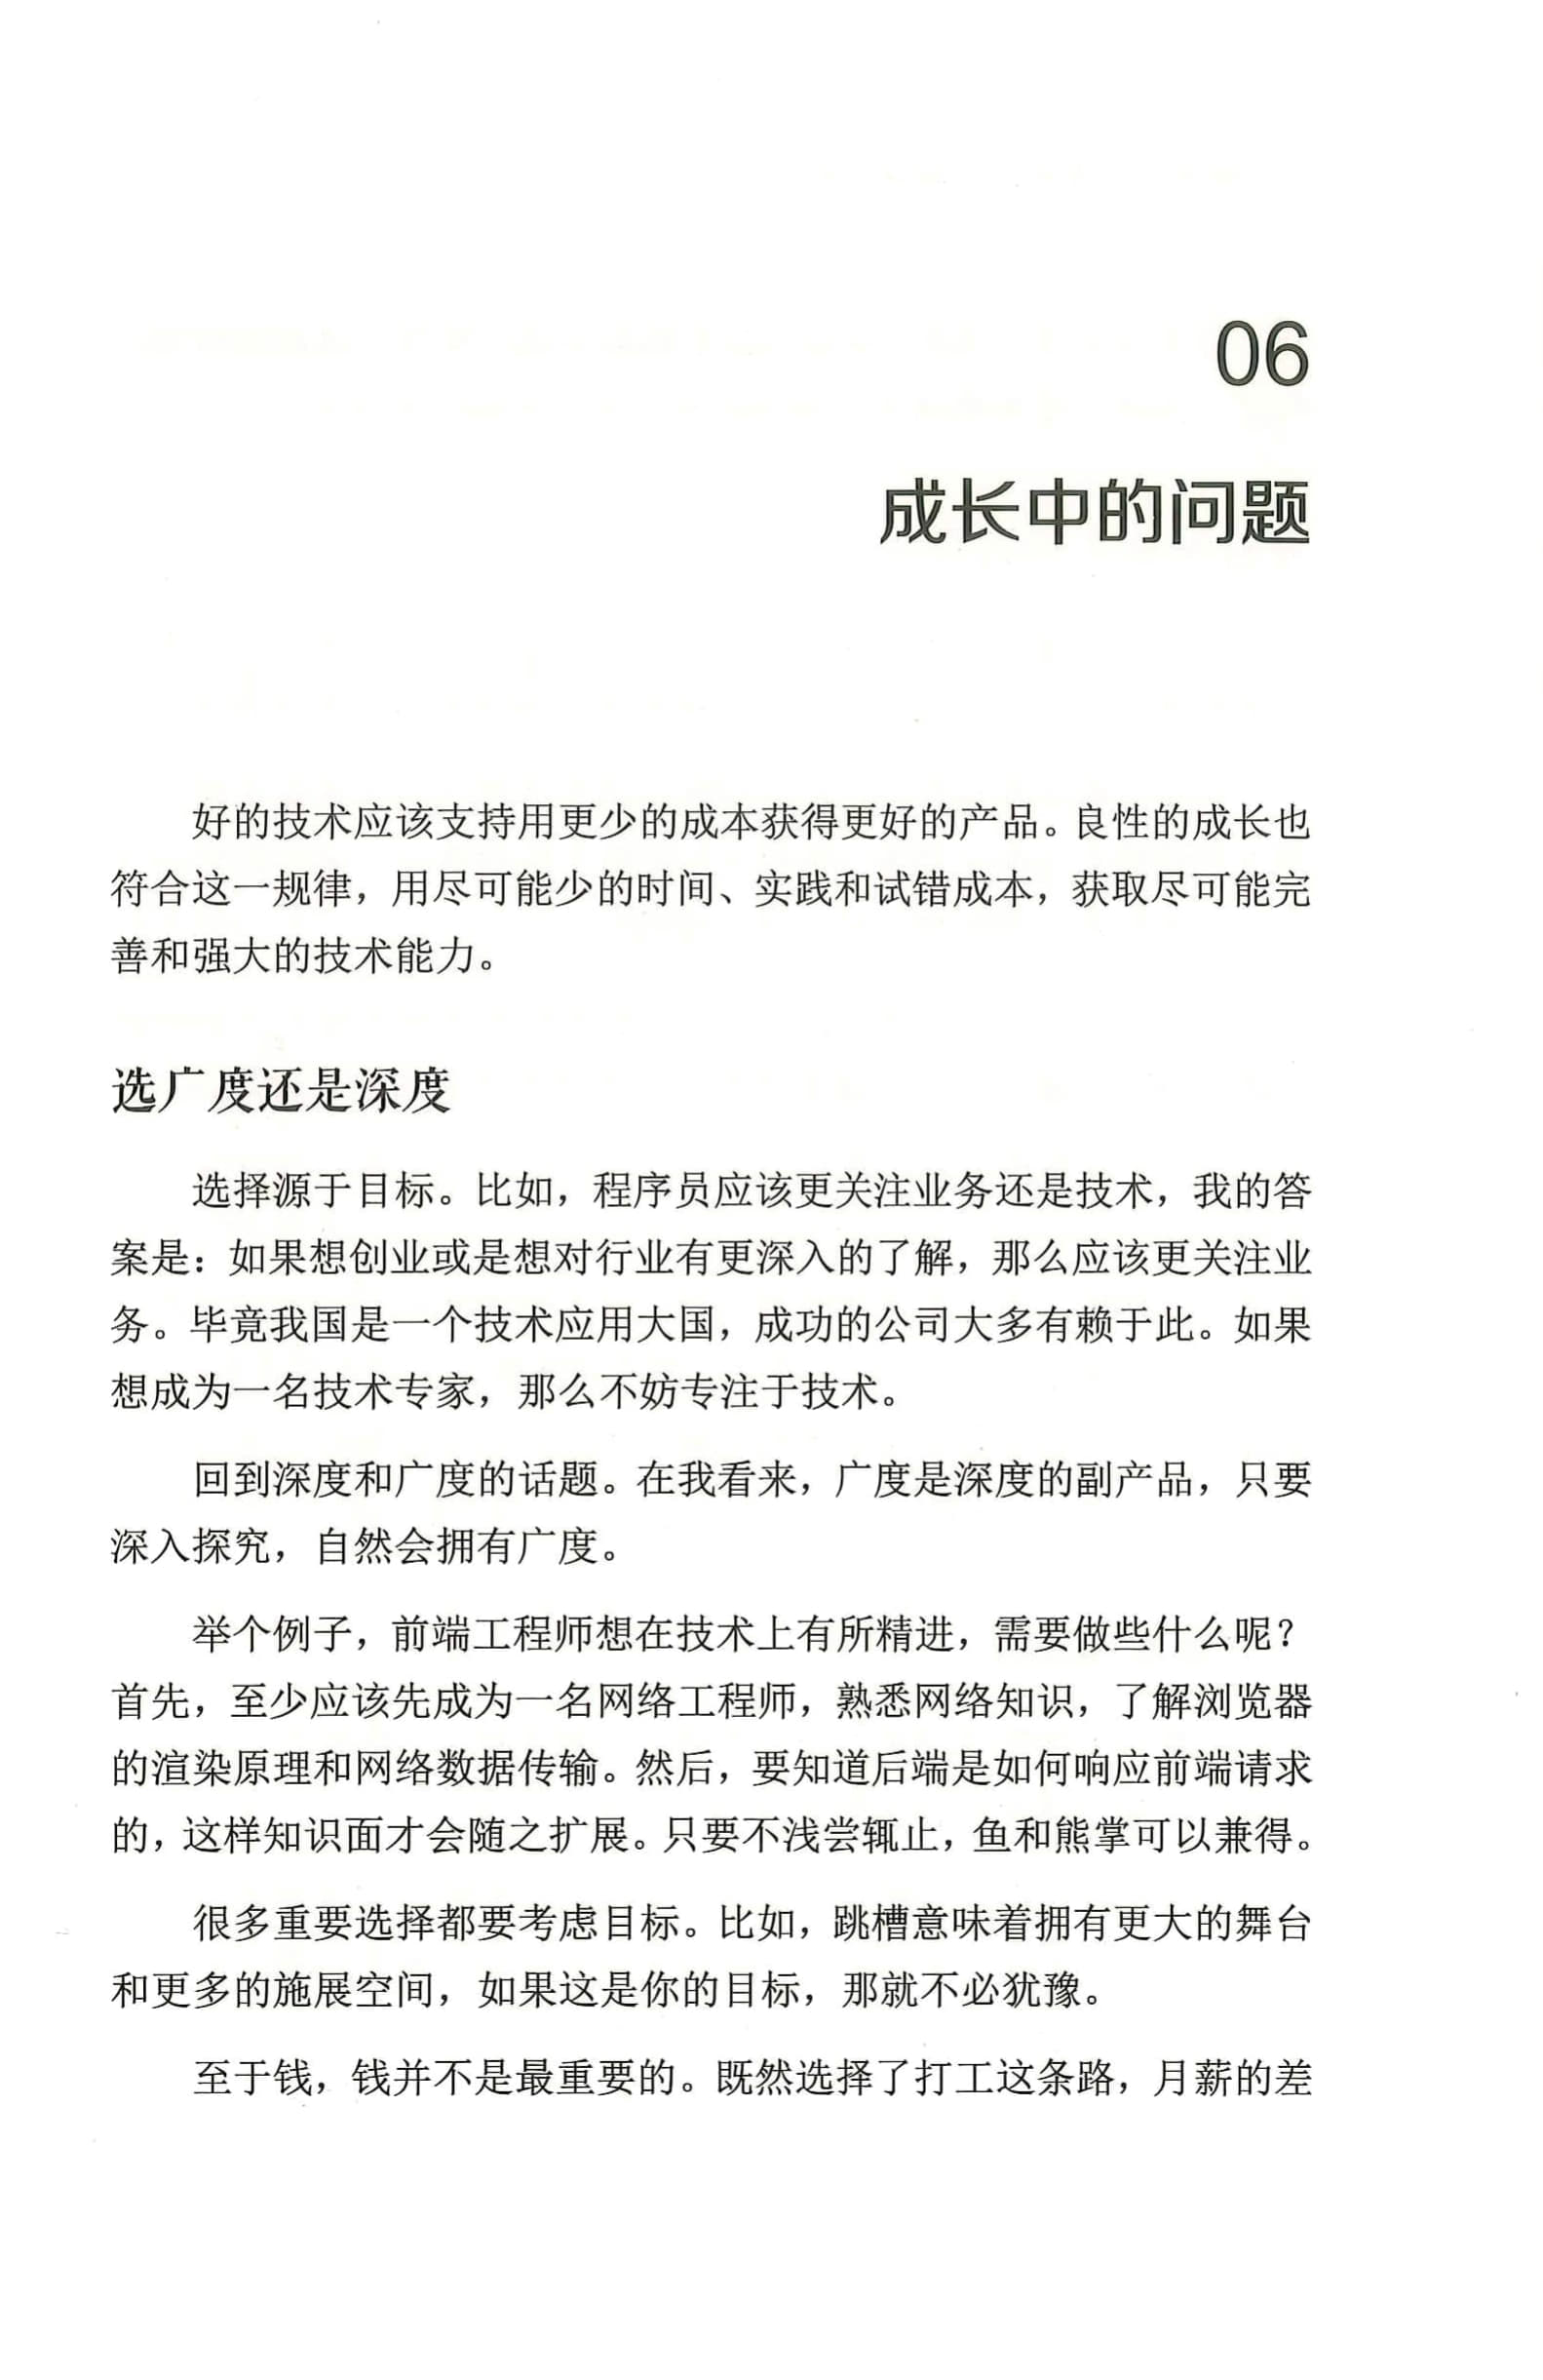 06
成长中的问题
好的技术应该支持用更少的成本获得更好的产品。良性的成长也
符合这一规律，用尽可能少的时间、实践和试错成本，获取尽可能完
善和强大的技术能力。
选广度还是深度
选择源于目标。比如，程序员应该更关注业务还是技术，我的答
案是：如果想创业或是想对行业有更深入的了解，那么应该更关注业
务。毕竟我国是一个技术应用大国，成功的公司大多有赖于此。如果
想成为一名技术专家，那么不妨专注于技术。
回到深度和广度的话题。在我看来，广度是深度的副产品，只要
深入探究，自然会拥有广度。
举个例子，前端工程师想在技术上有所精进，需要做些什么呢？
首先，至少应该先成为一名网络工程师，熟悉网络知识，了解浏览器
的渲染原理和网络数据传输。然后，要知道后端是如何响应前端请求
的，这样知识面才会随之扩展。只要不浅尝辄止，鱼和熊掌可以兼得。
很多重要选择都要考虑目标。比如，跳槽意味着拥有更大的舞台
和更多的施展空间，如果这是你的目标，那就不必犹豫。
至于钱，钱并不是最重要的。既然选择了打工这条路，月薪的差